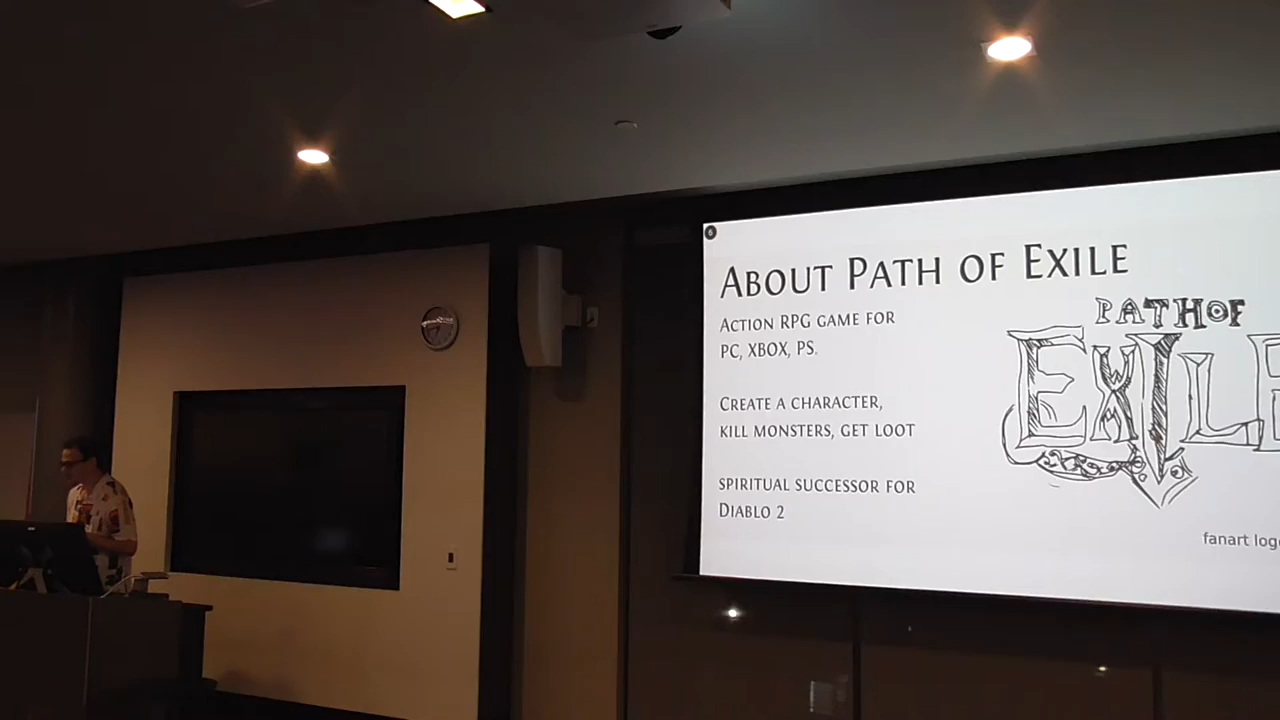 6
About Path of Exile
Action RPG game for
PC, Xbox, PS.
Create a character,
kill monsters, get loot
spiritual successor for
Diablo 2
PATH OF
EXILE
fanart logo